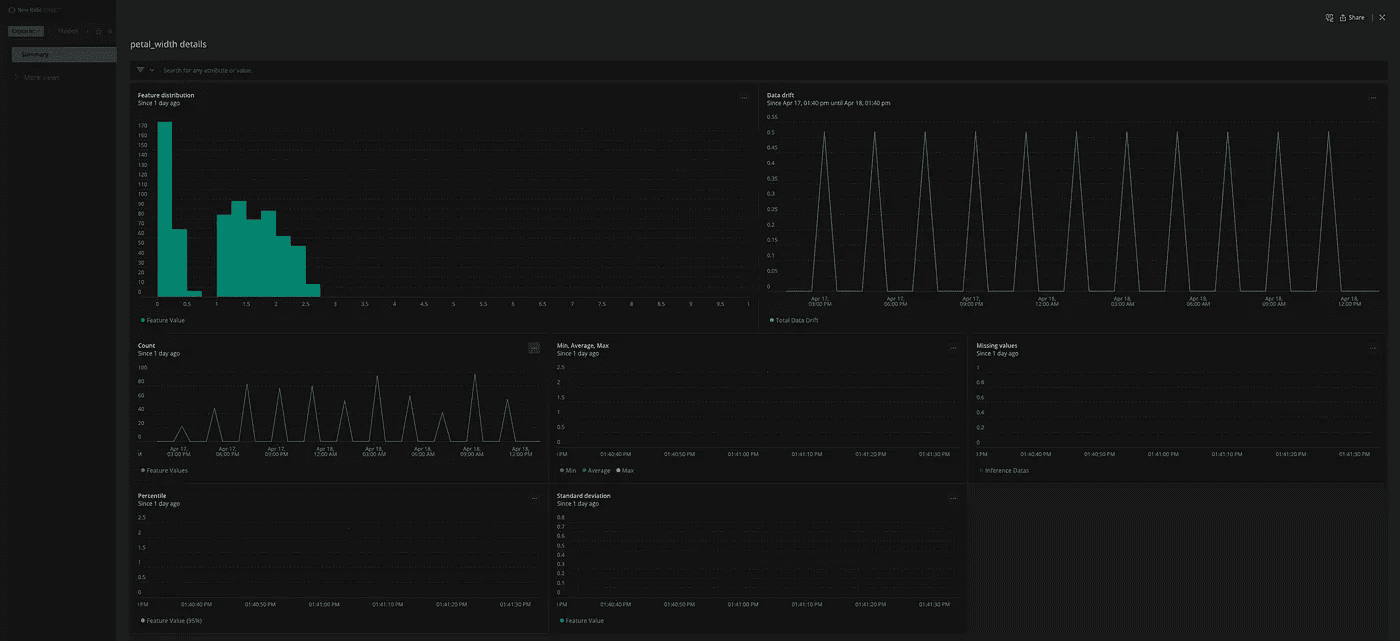 New Relic
Share
Summary
More views
petal_width details
Search for any attribute or value.
Feature distribution
Since 1 day ago
170
160
150
140
130
120
110
100
90
80
70
60
50
40
30
20
10
0
0 0.5 1 1.5 2 2.5 3 3.5 4 4.5 5 5.5 6 6.5 7 7.5 8 8.5 9 9.5 1
Feature Value
Data drift
Since Apr 17, 01:40 pm until Apr 18, 01:40 pm
0.55
0.5
0.45
0.4
0.35
0.3
0.25
0.2
0.15
0.1
0.05
0
Apr 17, Apr 17, Apr 17, Apr 18, Apr 18, Apr 18, Apr 18, Apr 18,
03:00 PM 06:00 PM 09:00 PM 12:00 AM 03:00 AM 06:00 AM 09:00 AM 12:00 PM
Total Data Drift
Count
Since 1 day ago
100
80
60
40
20
0
Apr 17, Apr 17, Apr 17, Apr 18, Apr 18, Apr 18, Apr 18, Apr 18,
M 03:00 PM 06:00 PM 09:00 PM 12:00 AM 03:00 AM 06:00 AM 09:00 AM 12:00 PM
Feature Values
Min, Average, Max
Since 1 day ago
2.5
2
1.5
1
0.5
0
PM 01:40:40 PM 01:40:50 PM 01:41:00 PM 01:41:10 PM 01:41:20 PM 01:41:30 PM
Min Average Max
Missing values
Since 1 day ago
1
0.8
0.6
0.4
0.2
0
PM 01:40:40 PM 01:40:50 PM 01:41:00 PM 01:41:10 PM 01:41:20 PM 01:41:30 PM
Inference Datas
Percentile
Since 1 day ago
2.5
2
1.5
1
0.5
0
PM 01:40:40 PM 01:40:50 PM 01:41:00 PM 01:41:10 PM 01:41:20 PM 01:41:30 PM
Feature Value (95%)
Standard deviation
Since 1 day ago
0.8
0.7
0.6
0.5
0.4
0.3
0.2
0.1
0
PM 01:40:40 PM 01:40:50 PM 01:41:00 PM 01:41:10 PM 01:41:20 PM 01:41:30 PM
Feature Value